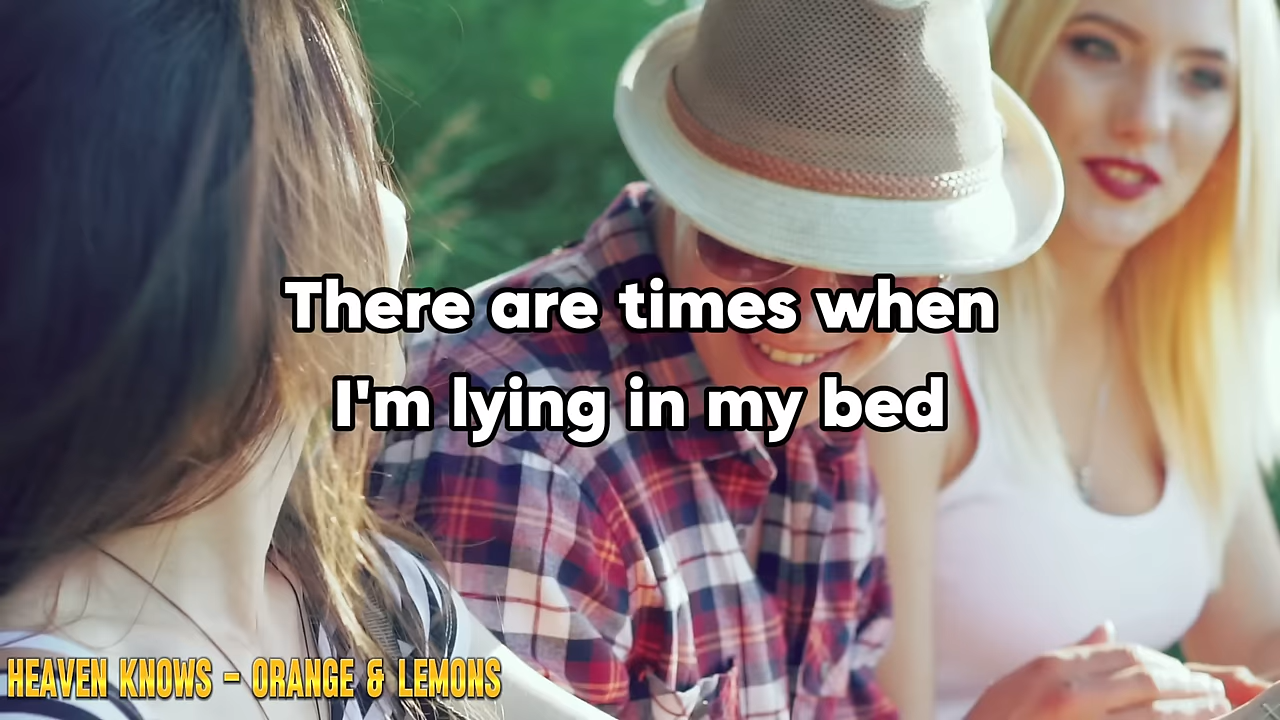 There are times when
I'm lying in my bed
HEAVEN KNOWS - ORANGE & LEMONS